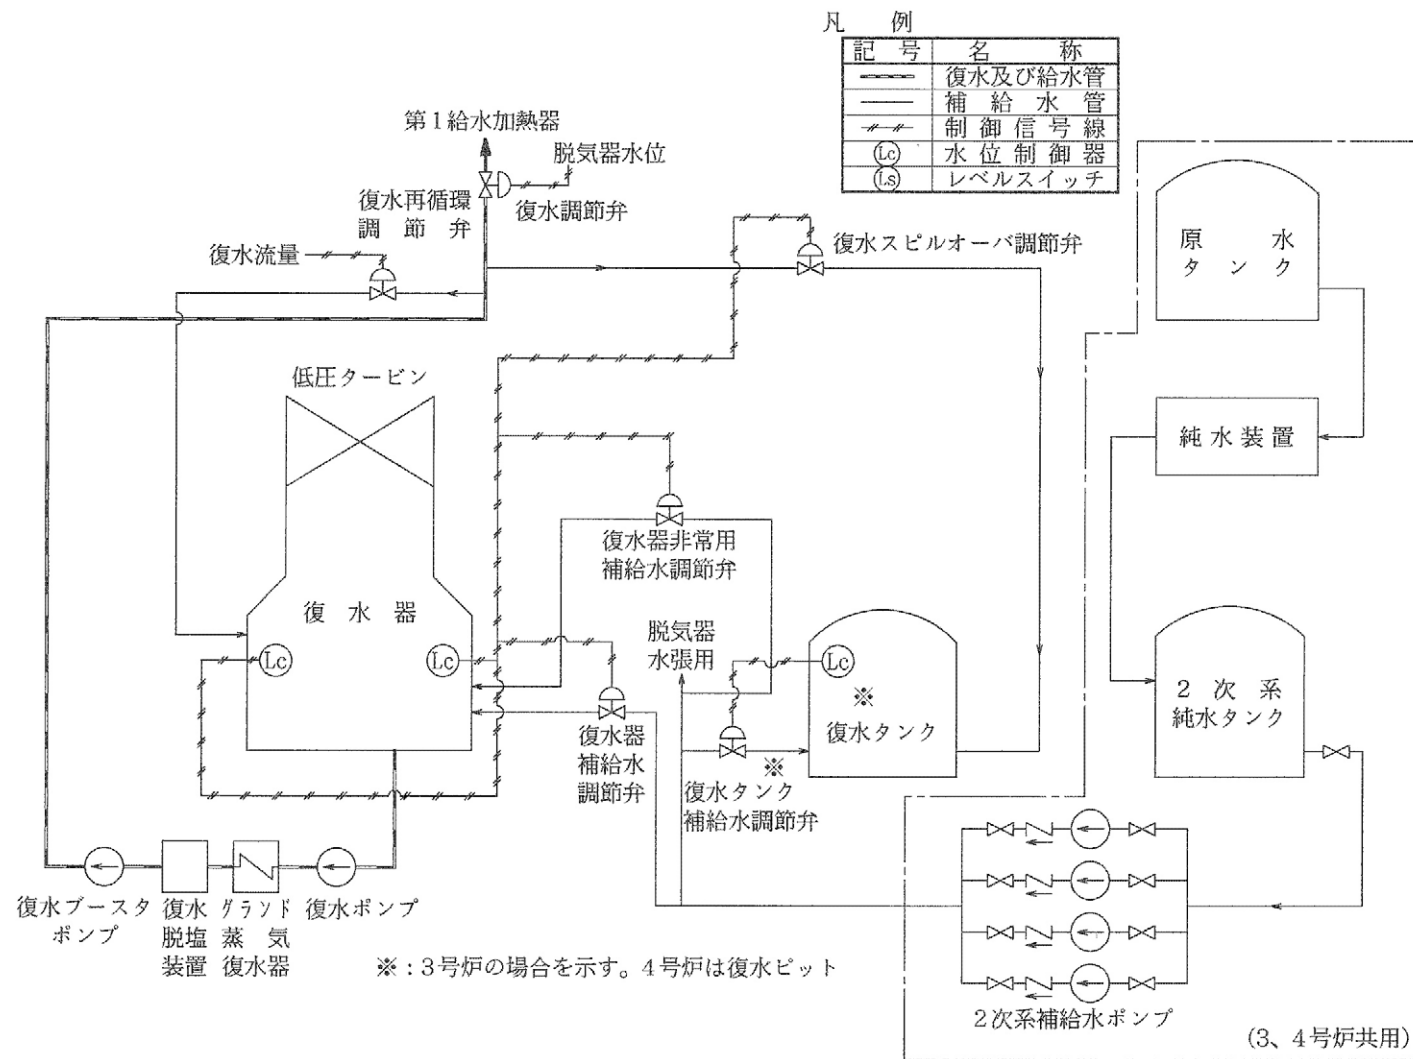 凡例
記号 名称
復水及び給水管
補給水管
制御信号線
Lc 水位制御器
Ls レベルスイッチ
第1給水加熱器
脱気器水位
復水再循環
調節弁
復水調節弁
復水流量
復水スピルオーバ調節弁
原水
タンク
低圧タービン
純水装置
復水器非常用
補給水調節弁
復水器
Lc
Lc
脱気器
水張用
Lc
※
復水タンク
2次系
純水タンク
復水器
補給水
調節弁
※
復水タンク
補給水調節弁
復水ブースタ
ポンプ
復水
脱塩
装置
グランド
蒸気
復水器
復水ポンプ
※:3号炉の場合を示す。4号炉は復水ピット
2次系補給水ポンプ
(3、4号炉共用)